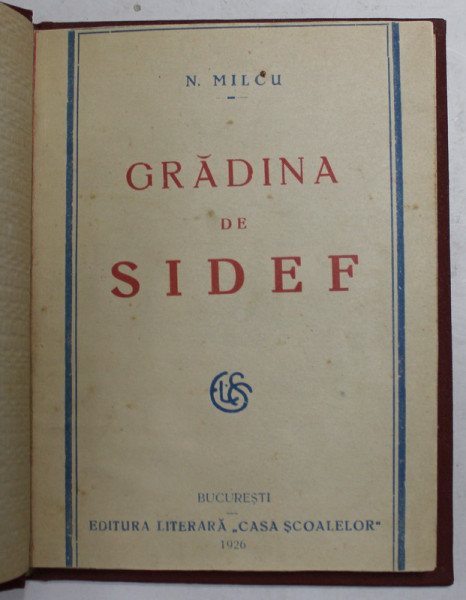 N. MILCU
GRĂDINA
DE
SIDEF
BUCUREȘTI
EDITURA LITERARĂ „CASA ȘCOALELOR"
1926